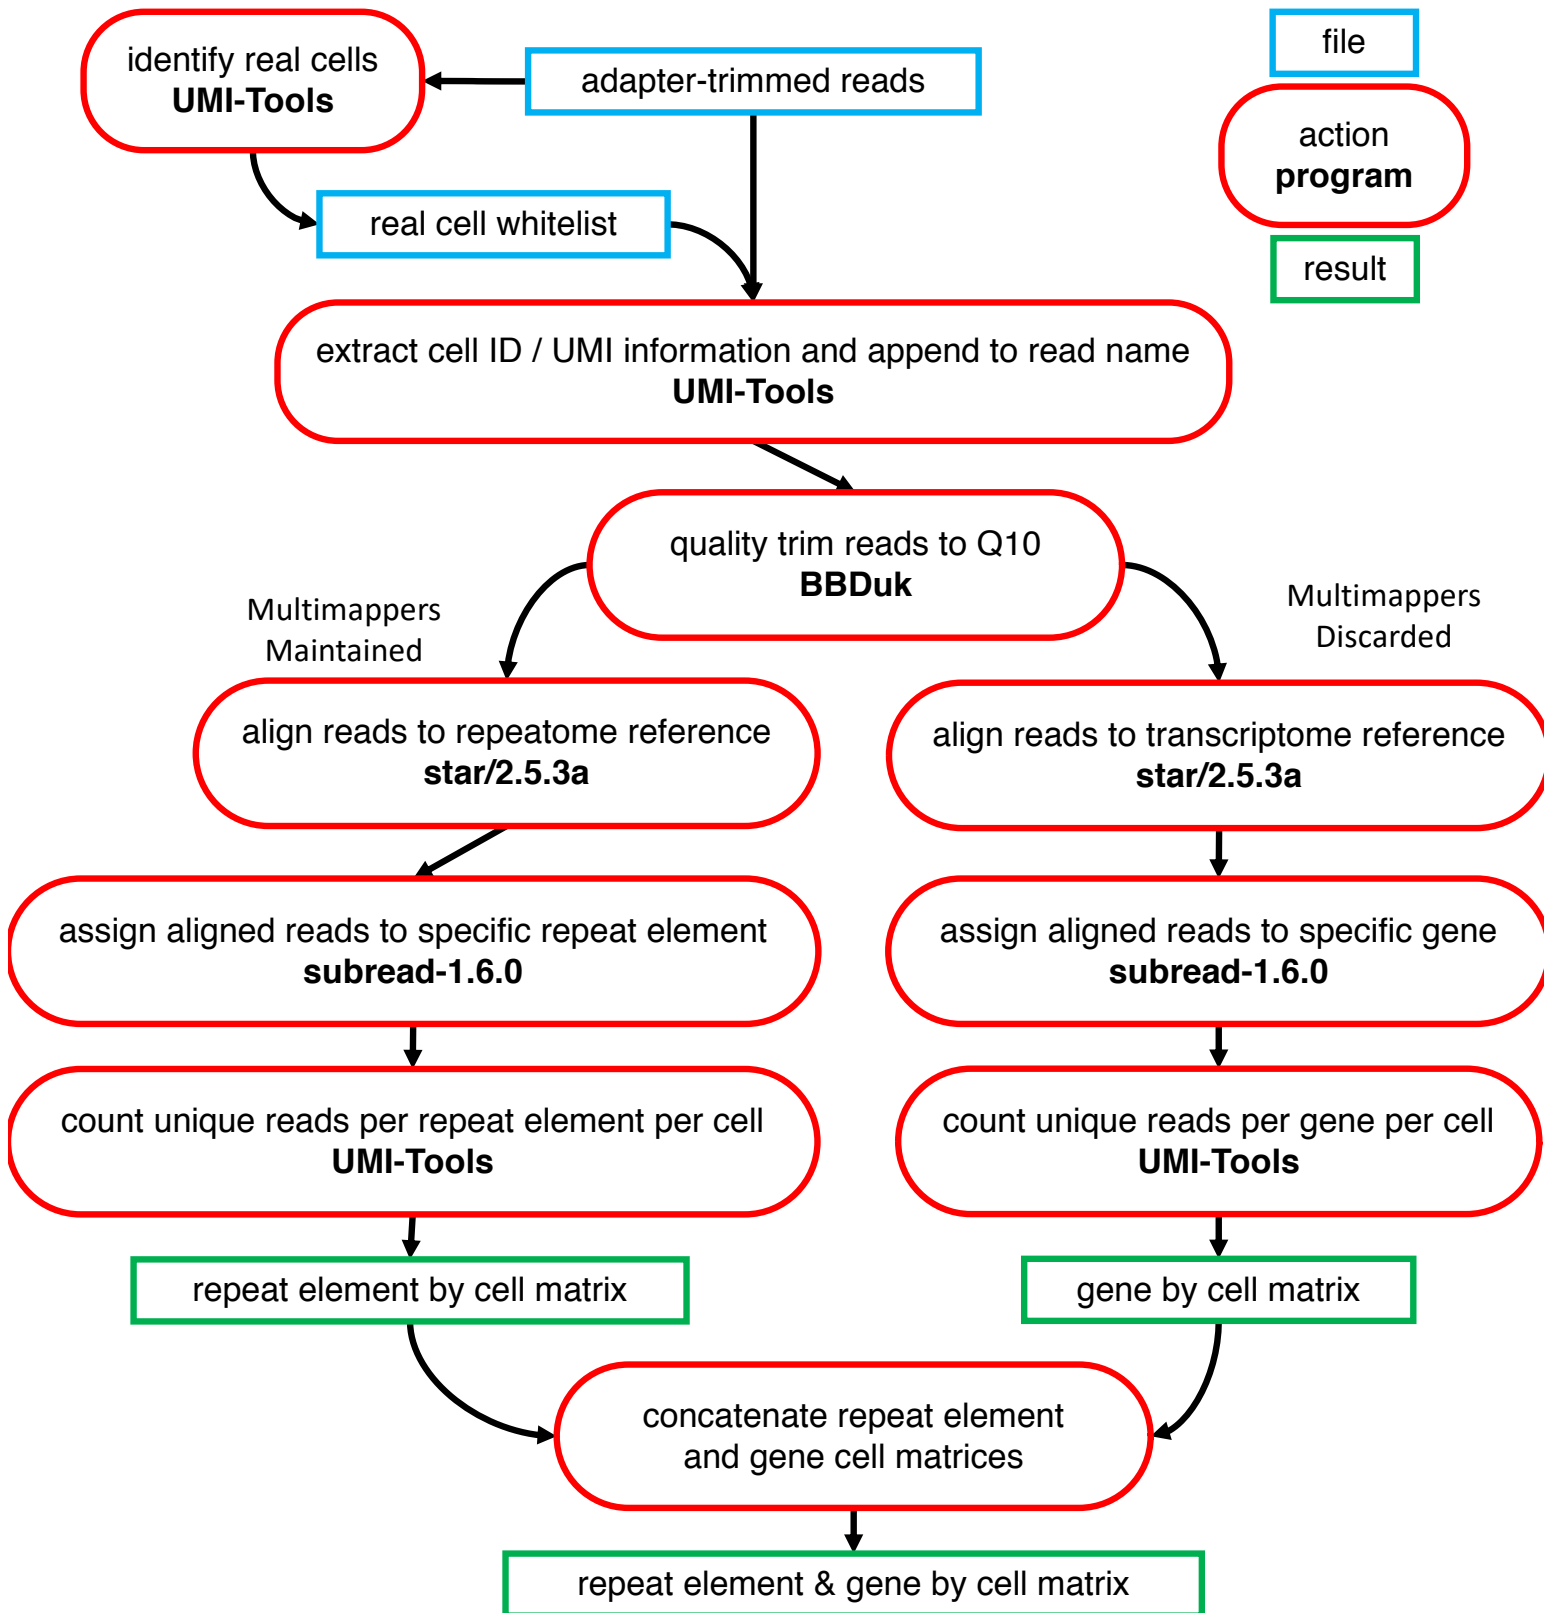 identify real cells
UMI-Tools
adapter-trimmed reads
file
action
program
result
real cell whitelist
extract cell ID / UMI information and append to read name
UMI-Tools
quality trim reads to Q10
BBDuk
Multimappers
Maintained
Multimappers
Discarded
align reads to repeatome reference
star/2.5.3a
align reads to transcriptome reference
star/2.5.3a
assign aligned reads to specific repeat element
subread-1.6.0
assign aligned reads to specific gene
subread-1.6.0
count unique reads per repeat element per cell
UMI-Tools
count unique reads per gene per cell
UMI-Tools
repeat element by cell matrix
gene by cell matrix
concatenate repeat element
and gene cell matrices
repeat element & gene by cell matrix